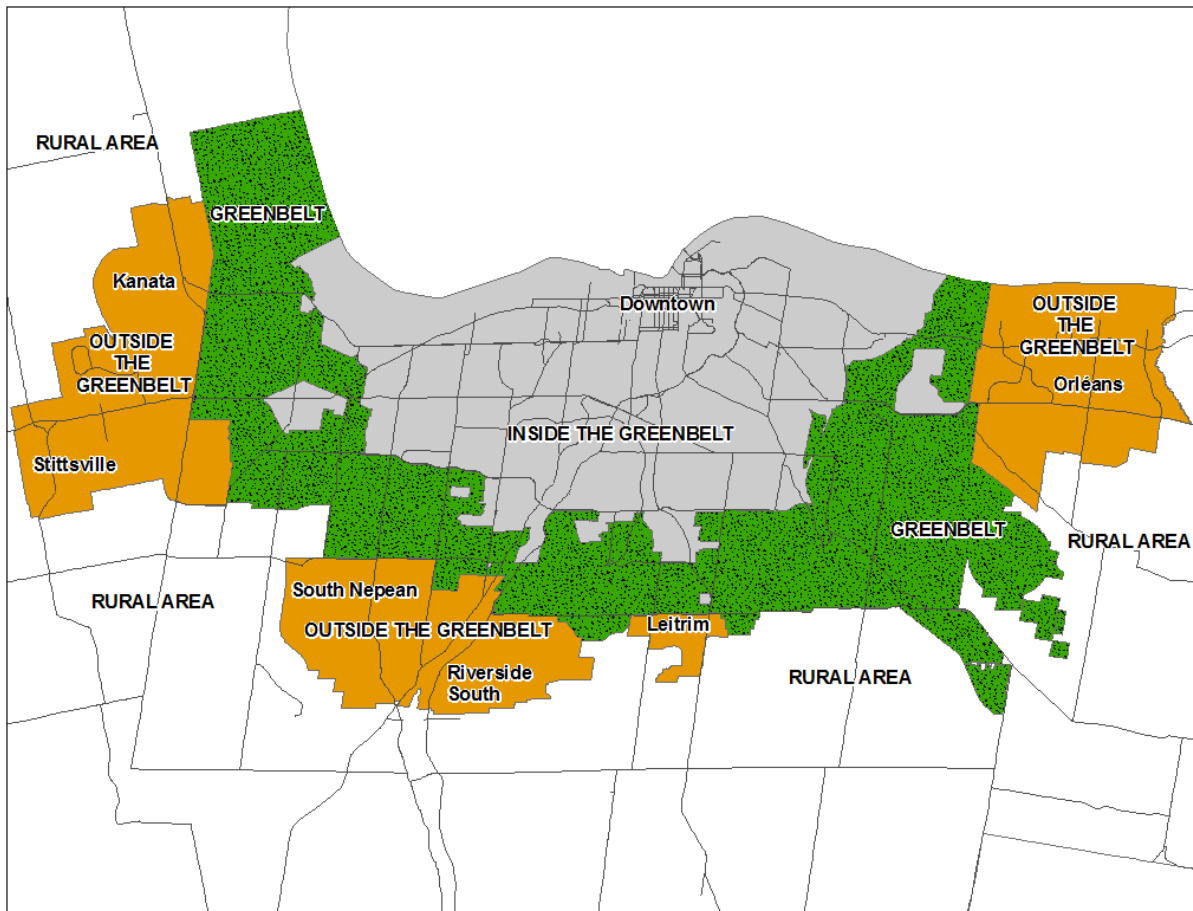 RURAL AREA
GREENBELT
Kanata
Downtown
OUTSIDE
THE
GREENBELT
OUTSIDE
THE
GREENBELT
Orléans
INSIDE THE GREENBELT
Stittsville
GREENBELT
RURAL AREA
South Nepean
RURAL AREA
OUTSIDE THE GREENBELT
Leitrim
Riverside
South
RURAL AREA